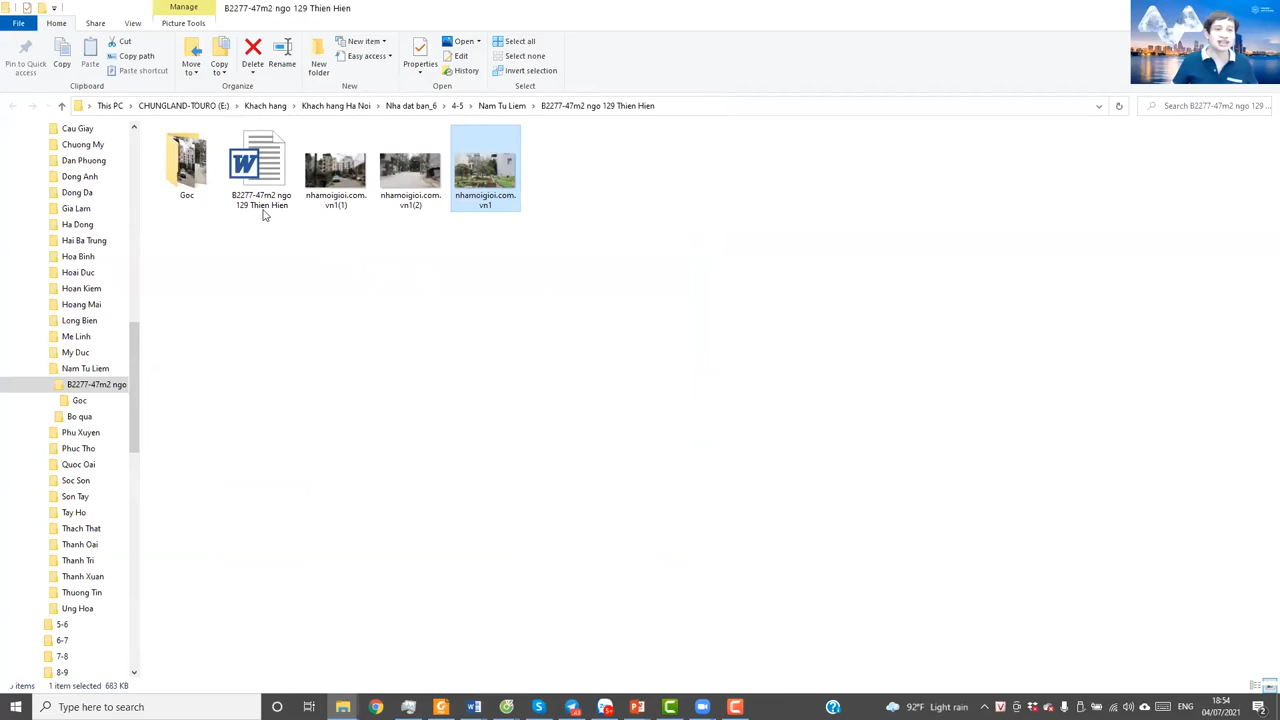 Manage
B2277-47m2 ngo 129 Thien Hien
File
Home
Share
View
Picture Tools
Pin to Quick access
Copy
Paste
Cut
Copy path
Paste shortcut
Move to
Copy to
Delete
Rename
New folder
New item
Easy access
New
Properties
Open
Edit
History
Open
Select all
Select none
Invert selection
Select
This PC > CHUNGLAND-TOURO (E:) > Khach hang > Khach hang Ha Noi > Nha dat ban_6 > 4-5 > Nam Tu Liem > B2277-47m2 ngo 129 Thien Hien
Search B2277-47m2 ngo 129 ...
Cau Giay
Chuong My
Dan Phuong
Dong Anh
Dong Da
Gia Lam
Ha Dong
Hai Ba Trung
Hoa Binh
Hoai Duc
Hoan Kiem
Hoang Mai
Long Bien
Me Linh
My Duc
Nam Tu Liem
B2277-47m2 ngo
Goc
Bo qua
Phu Xuyen
Phuc Tho
Quoc Oai
Soc Son
Son Tay
Tay Ho
Thach That
Thanh Oai
Thanh Tri
Thanh Xuan
Thuong Tin
Ung Hoa
5-6
6-7
7-8
8-9
Goc
B2277-47m2 ngo
129 Thien Hien
nhamoigioi.com.
vn1(1)
nhamoigioi.com.
vn1(2)
nhamoigioi.com.
vn1
items
1 item selected 683 KB
Type here to search
92°F Light rain
18:54
04/07/2021